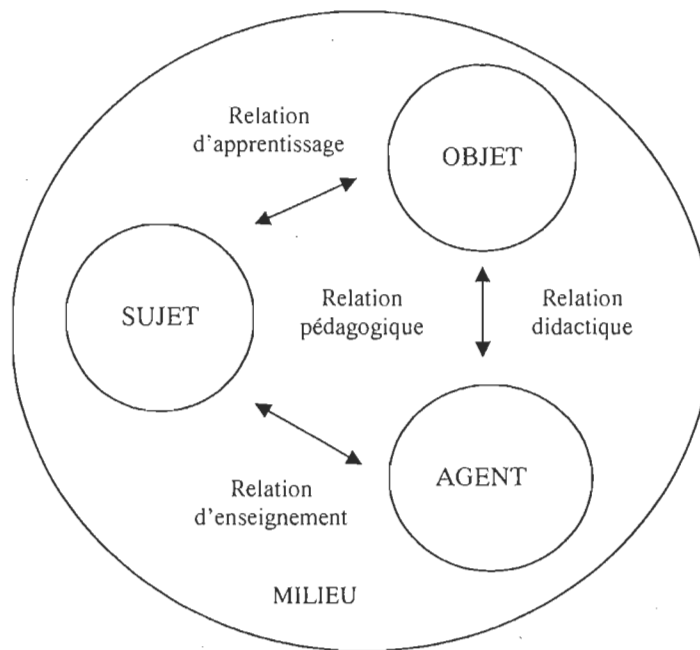 Relation
d'apprentissage
OBJET
SUJET
Relation
pédagogique
Relation
didactique
AGENT
Relation
d'enseignement
MILIEU